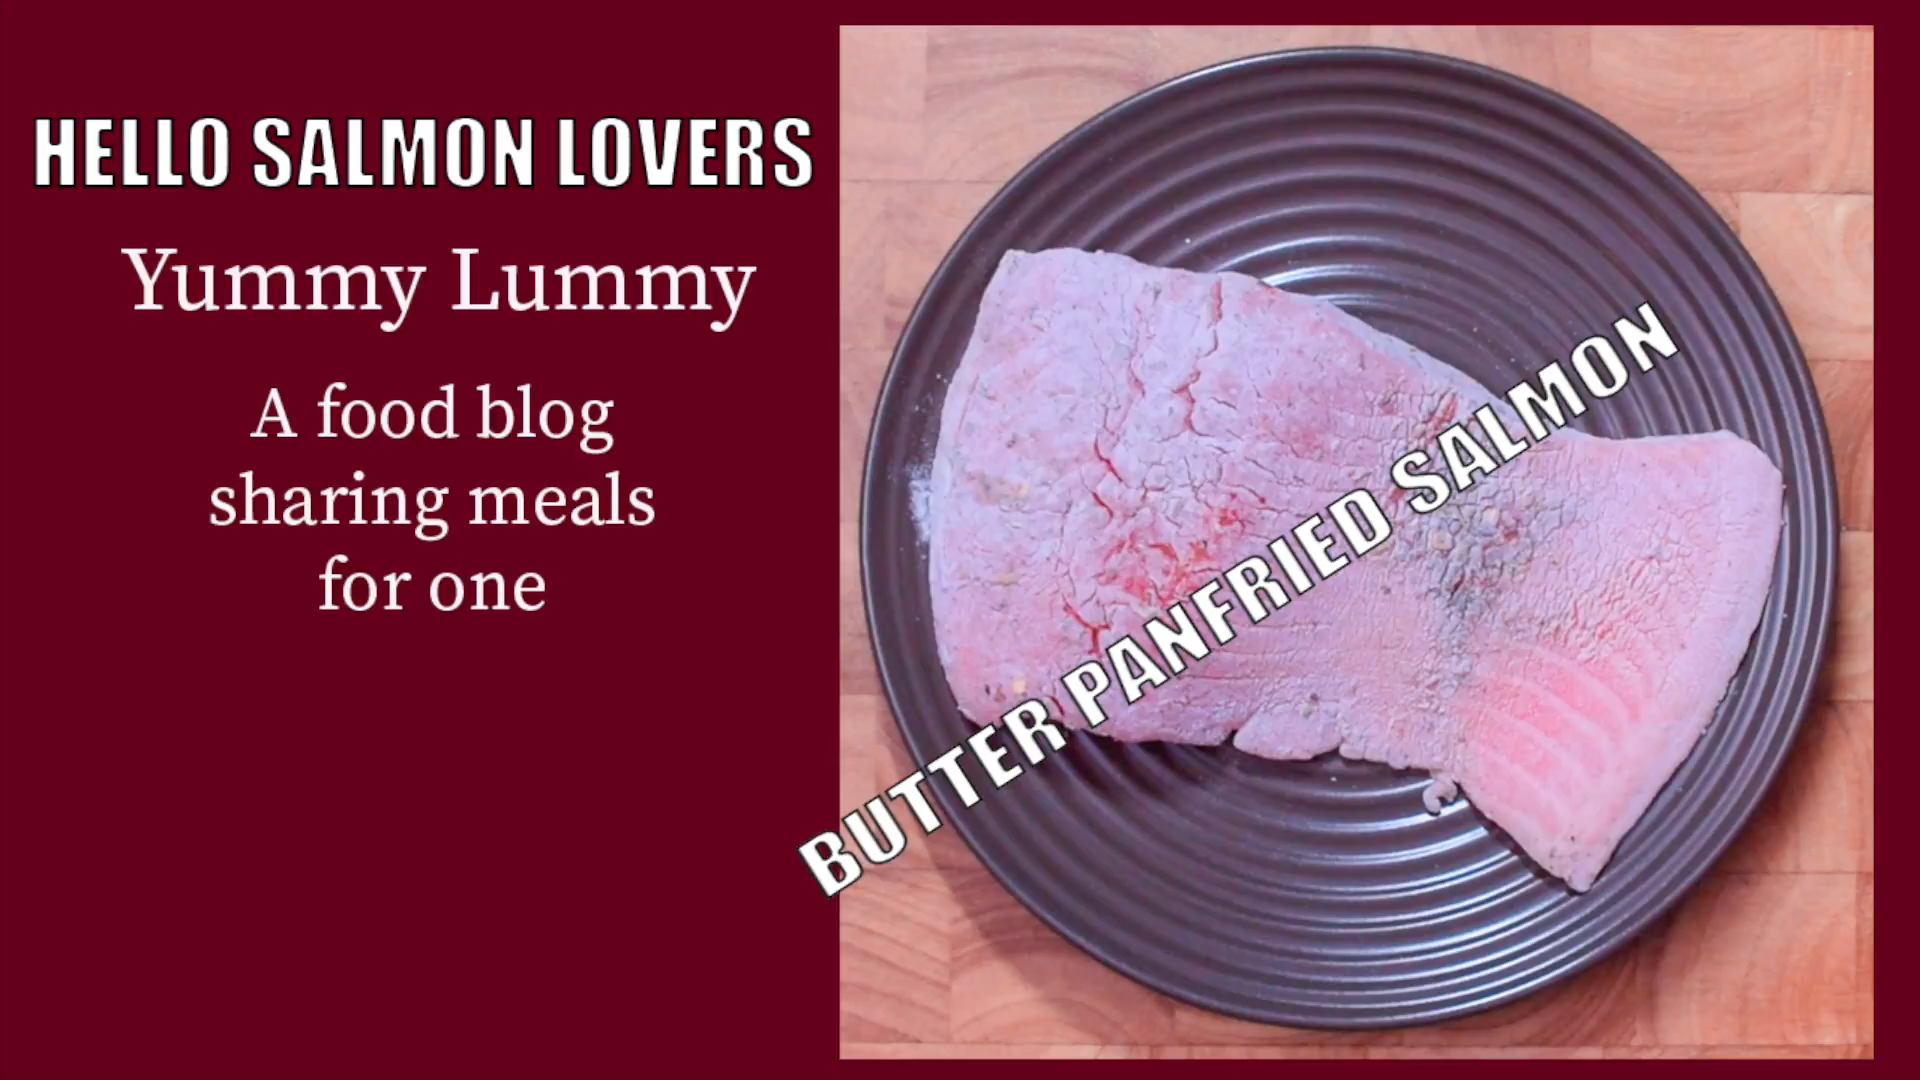 HELLO SALMON LOVERS
Yummy Lummy
A food blog
sharing meals
for one
BUTTER PANFRIED SALMON